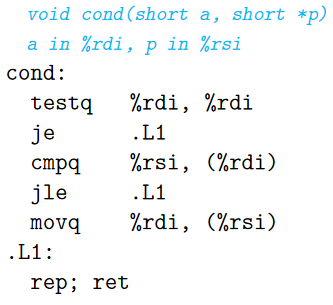 void cond(short a, short *p)
a in %rdi, p in %rsi
cond:
testq %rdi, %rdi
je .L1
cmpq %rsi, (%rdi)
jle .L1
movq %rdi, (%rsi)
.L1:
rep; ret